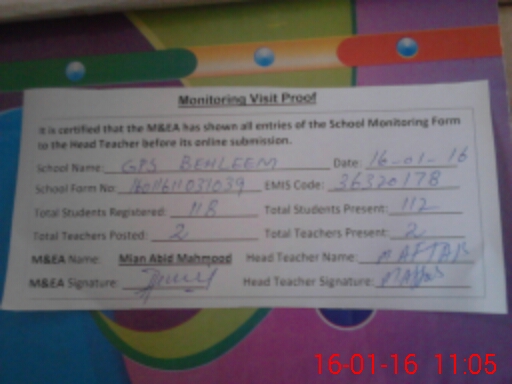 Monitoring Visit Proof
It is certified that the M&EA has shown all entries of the School Monitoring Form
to the Head Teacher before its online submission.
School Name: GPS BEHLEEM Date: 16-01-16
School Form No: EMIS Code: 36320178
Total Students Registered: 118 Total Students Present: 112
Total Teachers Posted: 2 Total Teachers Present: 2
M&EA Name: Mian Abid Mahmood Head Teacher Name:
M&EA Signature: Head Teacher Signature:
16-01-16 11:05